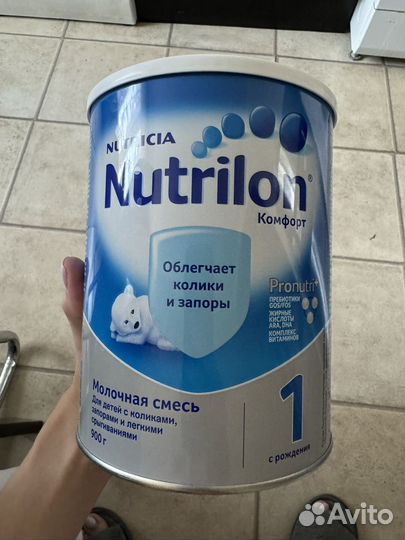 NUTRICIA
Nutrilon®
Комфорт
Облегчает
колики
и запоры
Pronutri+
ПРЕБИОТИКИ
GOS/FOS
ЖИРНЫЕ
КИСЛОТЫ
ARA, DHA
КОМПЛЕКС
ВИТАМИНОВ
Молочная смесь
Для детей с коликами,
запорами и легкими
срыгиваниями
900 г
1
с рождения
Avito